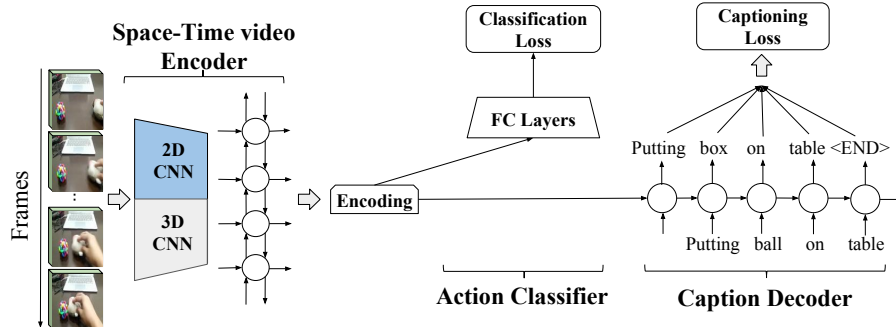 Space-Time video
Encoder
Classification
Loss
Captioning
Loss
Frames
2D
CNN
3D
CNN
FC Layers
Encoding
Putting box on table <END>
Putting ball on table
Action Classifier
Caption Decoder